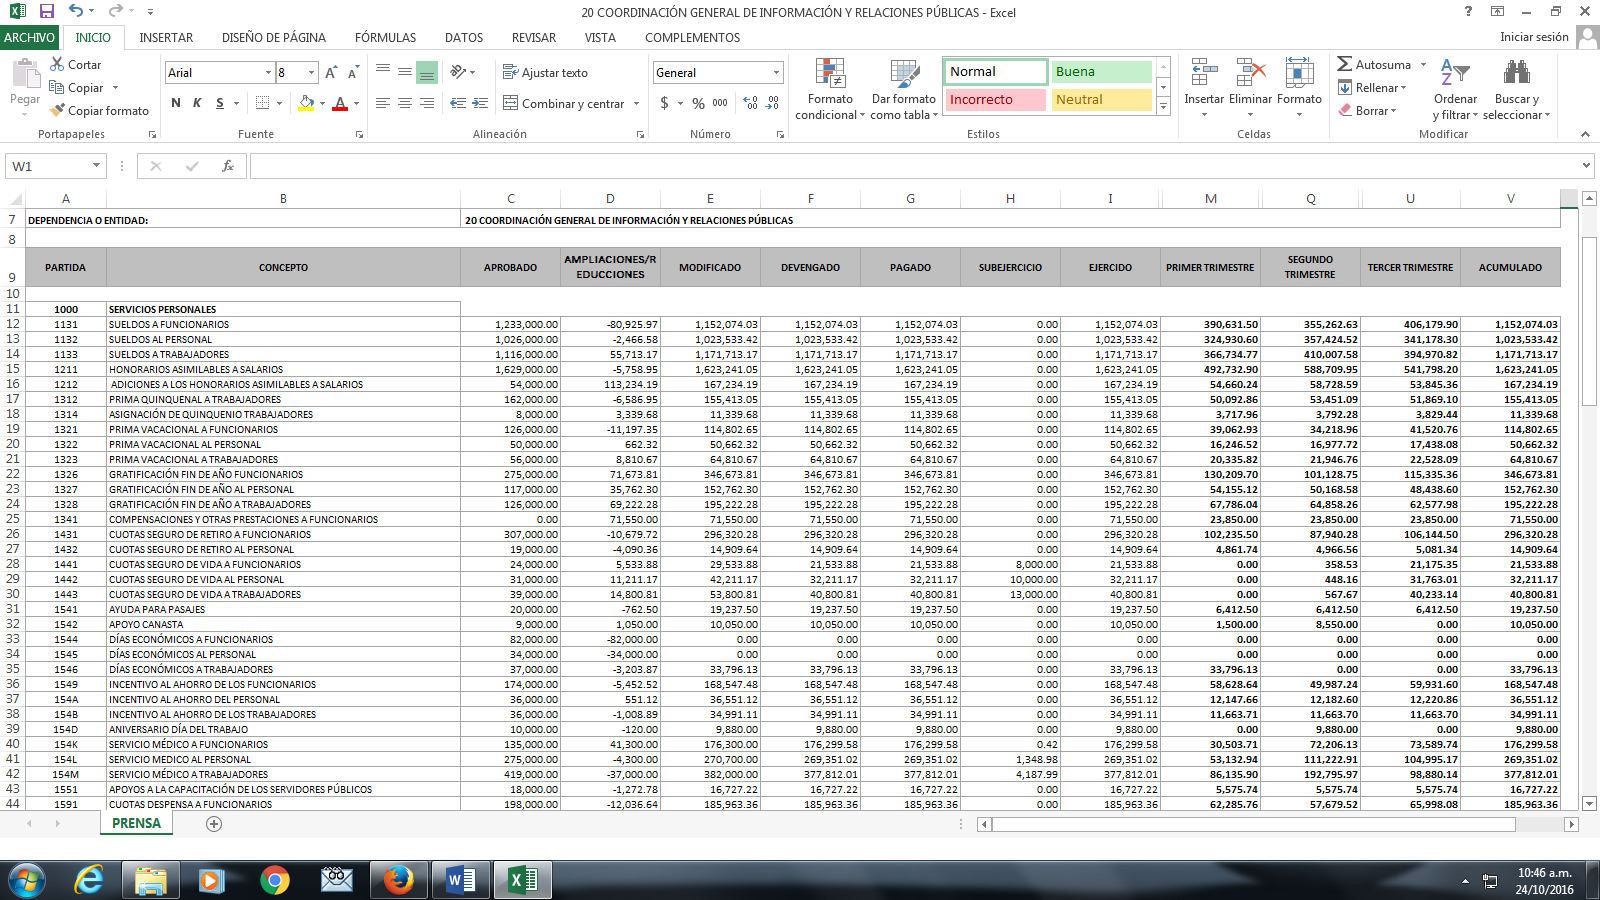 20 COORDINACIÓN GENERAL DE INFORMACIÓN Y RELACIONES PÚBLICAS - Excel
ARCHIVO INICIO INSERTAR DISEÑO DE PÁGINA FÓRMULAS DATOS REVISAR VISTA COMPLEMENTOS Iniciar sesión
Pegar
Cortar
Copiar
Copiar formato
Portapapeles
Arial 8
N K S
Fuente
Ajustar texto
Combinar y centrar
Alineación
General
$ % 000
Número
Formato condicional
Dar formato como tabla
Normal Buena
Incorrecto Neutral
Estilos
Insertar Eliminar Formato
Celdas
Autosuma
Rellenar
Borrar
Ordenar y filtrar
Buscar y seleccionar
Modificar
W1 fx
A B C D E F G H I M Q U V
7 DEPENDENCIA O ENTIDAD: 20 COORDINACIÓN GENERAL DE INFORMACIÓN Y RELACIONES PÚBLICAS
8
9 PARTIDA CONCEPTO APROBADO AMPLIACIONES/REDUCCIONES MODIFICADO DEVENGADO PAGADO SUBEJERCICIO EJERCIDO PRIMER TRIMESTRE SEGUNDO TRIMESTRE TERCER TRIMESTRE ACUMULADO
10
11 1000 SERVICIOS PERSONALES
12 1131 SUELDOS A FUNCIONARIOS 1,233,000.00 -80,925.97 1,152,074.03 1,152,074.03 1,152,074.03 0.00 1,152,074.03 390,631.50 355,262.63 406,179.90 1,152,074.03
13 1132 SUELDOS AL PERSONAL 1,026,000.00 -2,466.58 1,023,533.42 1,023,533.42 1,023,533.42 0.00 1,023,533.42 324,930.60 357,424.52 341,178.30 1,023,533.42
14 1133 SUELDOS A TRABAJADORES 1,116,000.00 55,713.17 1,171,713.17 1,171,713.17 1,171,713.17 0.00 1,171,713.17 366,734.77 410,007.58 394,970.82 1,171,713.17
15 1211 HONORARIOS ASIMILABLES A SALARIOS 1,629,000.00 -5,758.95 1,623,241.05 1,623,241.05 1,623,241.05 0.00 1,623,241.05 492,732.90 588,709.95 541,798.20 1,623,241.05
16 1212 ADICIONES A LOS HONORARIOS ASIMILABLES A SALARIOS 54,000.00 113,234.19 167,234.19 167,234.19 167,234.19 0.00 167,234.19 54,660.24 58,728.59 53,845.36 167,234.19
17 1312 PRIMA QUINQUENAL A TRABAJADORES 162,000.00 -6,586.95 155,413.05 155,413.05 155,413.05 0.00 155,413.05 50,092.86 53,451.09 51,869.10 155,413.05
18 1314 ASIGNACIÓN DE QUINQUENIO TRABAJADORES 8,000.00 3,339.68 11,339.68 11,339.68 11,339.68 0.00 11,339.68 3,717.96 3,792.28 3,829.44 11,339.68
19 1321 PRIMA VACACIONAL A FUNCIONARIOS 126,000.00 -11,197.35 114,802.65 114,802.65 114,802.65 0.00 114,802.65 39,062.93 34,218.96 41,520.76 114,802.65
20 1322 PRIMA VACACIONAL AL PERSONAL 50,000.00 662.32 50,662.32 50,662.32 50,662.32 0.00 50,662.32 16,246.52 16,977.72 17,438.08 50,662.32
21 1323 PRIMA VACACIONAL A TRABAJADORES 56,000.00 8,810.67 64,810.67 64,810.67 64,810.67 0.00 64,810.67 20,335.82 21,946.76 22,528.09 64,810.67
22 1326 GRATIFICACIÓN FIN DE AÑO FUNCIONARIOS 275,000.00 71,673.81 346,673.81 346,673.81 346,673.81 0.00 346,673.81 130,209.70 101,128.75 115,335.36 346,673.81
23 1327 GRATIFICACIÓN FIN DE AÑO AL PERSONAL 117,000.00 35,762.30 152,762.30 152,762.30 152,762.30 0.00 152,762.30 54,155.12 50,168.58 48,438.60 152,762.30
24 1328 GRATIFICACIÓN FIN DE AÑO A TRABAJADORES 126,000.00 69,222.28 195,222.28 195,222.28 195,222.28 0.00 195,222.28 67,786.04 64,858.26 62,577.98 195,222.28
25 1341 COMPENSACIONES Y OTRAS PRESTACIONES A FUNCIONARIOS 0.00 71,550.00 71,550.00 71,550.00 71,550.00 0.00 71,550.00 23,850.00 23,850.00 23,850.00 71,550.00
26 1431 CUOTAS SEGURO DE RETIRO A FUNCIONARIOS 307,000.00 -10,679.72 296,320.28 296,320.28 296,320.28 0.00 296,320.28 102,235.50 87,940.28 106,144.50 296,320.28
27 1432 CUOTAS SEGURO DE RETIRO AL PERSONAL 19,000.00 -4,090.36 14,909.64 14,909.64 14,909.64 0.00 14,909.64 4,861.74 4,966.56 5,081.34 14,909.64
28 1441 CUOTAS SEGURO DE VIDA A FUNCIONARIOS 24,000.00 5,533.88 29,533.88 21,533.88 21,533.88 8,000.00 21,533.88 0.00 358.53 21,175.35 21,533.88
29 1442 CUOTAS SEGURO DE VIDA AL PERSONAL 31,000.00 11,211.17 42,211.17 32,211.17 32,211.17 10,000.00 32,211.17 0.00 448.16 31,763.01 32,211.17
30 1443 CUOTAS SEGURO DE VIDA A TRABAJADORES 39,000.00 14,800.81 53,800.81 40,800.81 40,800.81 13,000.00 40,800.81 0.00 567.67 40,233.14 40,800.81
31 1541 AYUDA PARA PASAJES 20,000.00 -762.50 19,237.50 19,237.50 19,237.50 0.00 19,237.50 6,412.50 6,412.50 6,412.50 19,237.50
32 1542 APOYO CANASTA 9,000.00 1,050.00 10,050.00 10,050.00 10,050.00 0.00 10,050.00 1,500.00 8,550.00 0.00 10,050.00
33 1544 DÍAS ECONÓMICOS A FUNCIONARIOS 82,000.00 -82,000.00 0.00 0.00 0.00 0.00 0.00 0.00 0.00 0.00 0.00
34 1545 DÍAS ECONÓMICOS AL PERSONAL 34,000.00 -34,000.00 0.00 0.00 0.00 0.00 0.00 0.00 0.00 0.00 0.00
35 1546 DÍAS ECONÓMICOS A TRABAJADORES 37,000.00 -3,203.87 33,796.13 33,796.13 33,796.13 0.00 33,796.13 33,796.13 0.00 0.00 33,796.13
36 1549 INCENTIVO AL AHORRO DE LOS FUNCIONARIOS 174,000.00 -5,452.52 168,547.48 168,547.48 168,547.48 0.00 168,547.48 58,628.64 49,987.24 59,931.60 168,547.48
37 154A INCENTIVO AL AHORRO DEL PERSONAL 36,000.00 551.12 36,551.12 36,551.12 36,551.12 0.00 36,551.12 12,147.66 12,182.60 12,220.86 36,551.12
38 154B INCENTIVO AL AHORRO DE LOS TRABAJADORES 36,000.00 -1,008.89 34,991.11 34,991.11 34,991.11 0.00 34,991.11 11,663.71 11,663.70 11,663.70 34,991.11
39 154D ANIVERSARIO DÍA DEL TRABAJO 10,000.00 -120.00 9,880.00 9,880.00 9,880.00 0.00 9,880.00 0.00 9,880.00 0.00 9,880.00
40 154K SERVICIO MÉDICO A FUNCIONARIOS 135,000.00 41,300.00 176,300.00 176,299.58 176,299.58 0.42 176,299.58 30,503.71 72,206.13 73,589.74 176,299.58
41 154L SERVICIO MEDICO AL PERSONAL 275,000.00 -4,300.00 270,700.00 269,351.02 269,351.02 1,348.98 269,351.02 53,132.94 111,222.91 104,995.17 269,351.02
42 154M SERVICIO MÉDICO A TRABAJADORES 419,000.00 -37,000.00 382,000.00 377,812.01 377,812.01 4,187.99 377,812.01 86,135.90 192,795.97 98,880.14 377,812.01
43 1551 APOYOS A LA CAPACITACIÓN DE LOS SERVIDORES PÚBLICOS 18,000.00 -1,272.78 16,727.22 16,727.22 16,727.22 0.00 16,727.22 5,575.74 5,575.74 5,575.74 16,727.22
44 1591 CUOTAS DESPENSA A FUNCIONARIOS 198,000.00 -12,036.64 185,963.36 185,963.36 185,963.36 0.00 185,963.36 62,285.76 57,679.52 65,998.08 185,963.36
PRENSA
10:46 a.m.
24/10/2016